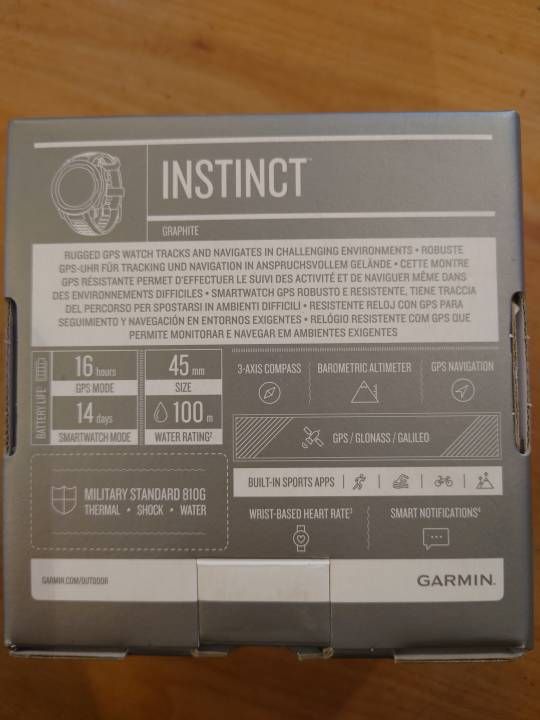 INSTINCT™
GRAPHITE
RUGGED GPS WATCH TRACKS AND NAVIGATES IN CHALLENGING ENVIRONMENTS • ROBUSTE
GPS-UHR FÜR TRACKING UND NAVIGATION IN ANSPRUCHSVOLLEM GELÄNDE • CETTE MONTRE
GPS RÉSISTANTE PERMET D'EFFECTUER LE SUIVI DES ACTIVITÉ ET DE NAVIGUER MÊME DANS
DES ENVIRONNEMENTS DIFFICILES • SMARTWATCH GPS ROBUSTO E RESISTENTE, TIENE TRACCIA
DEL PERCORSO PER SPOSTARSI IN AMBIENTI DIFFICILI • RESISTENTE RELOJ CON GPS PARA
SEGUIMIENTO Y NAVEGACIÓN EN ENTORNOS EXIGENTES • RELÓGIO RESISTENTE COM GPS QUE
PERMITE MONITORAR E NAVEGAR EM AMBIENTES EXIGENTES
BATTERY LIFE
16 hours
GPS MODE
14 days
SMARTWATCH MODE
45 mm
SIZE
100 m
WATER RATING²
3-AXIS COMPASS
BAROMETRIC ALTIMETER
GPS NAVIGATION
GPS / GLONASS / GALILEO
BUILT-IN SPORTS APPS
MILITARY STANDARD 810G
THERMAL • SHOCK • WATER
WRIST-BASED HEART RATE³
SMART NOTIFICATIONS⁴
GARMIN.COM/OUTDOOR
GARMIN.